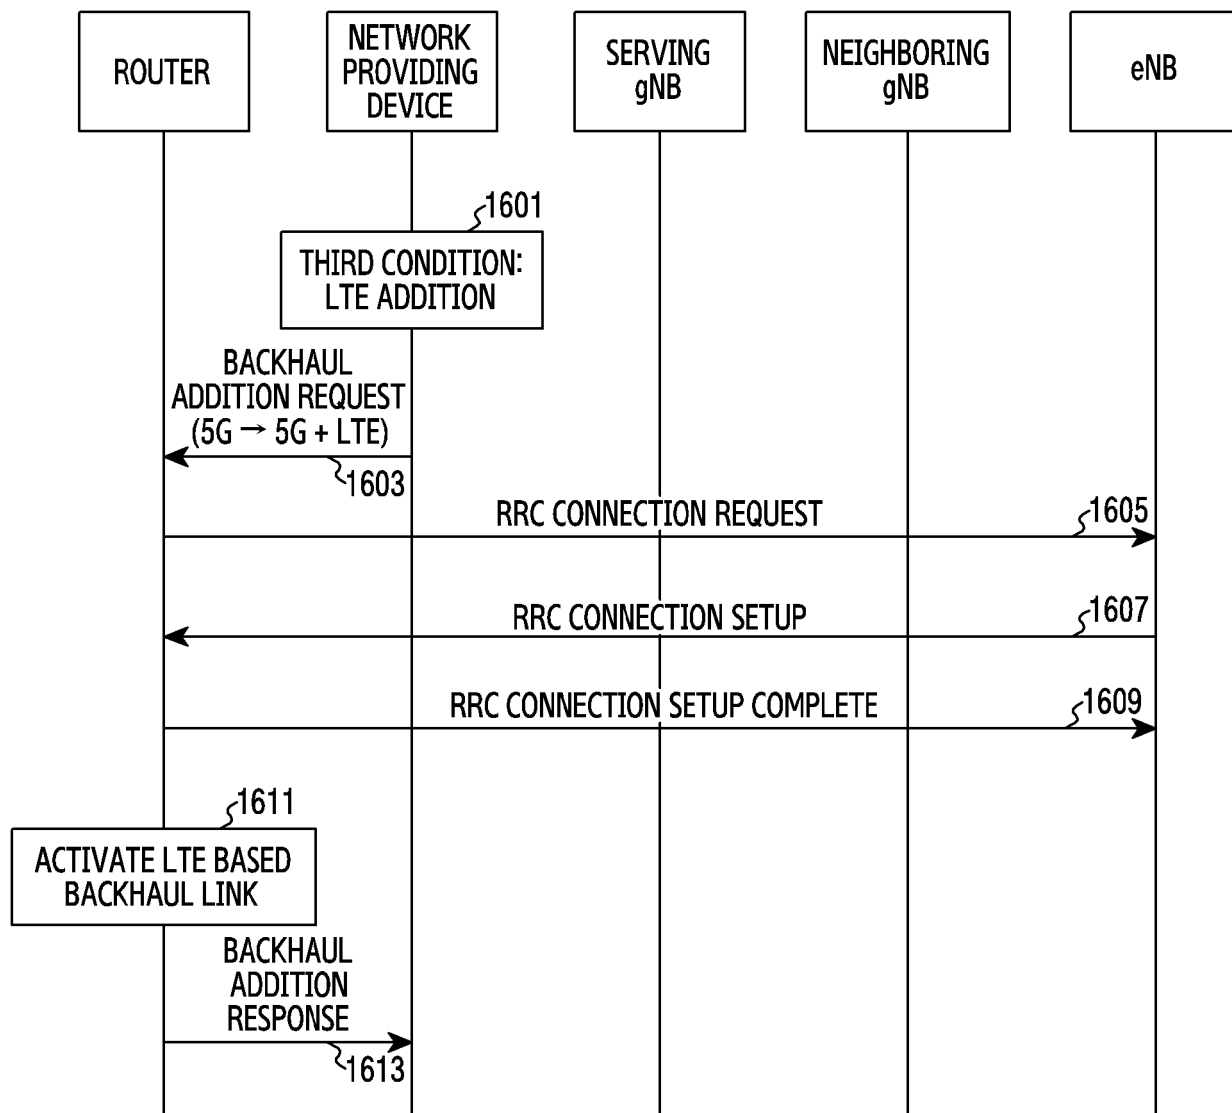 ROUTER
NETWORK
PROVIDING
DEVICE
SERVING
gNB
NEIGHBORING
gNB
eNB
1601
THIRD CONDITION:
LTE ADDITION
BACKHAUL
ADDITION REQUEST
(5G → 5G + LTE)
1603
RRC CONNECTION REQUEST
1605
RRC CONNECTION SETUP
1607
RRC CONNECTION SETUP COMPLETE
1609
1611
ACTIVATE LTE BASED
BACKHAUL LINK
BACKHAUL
ADDITION
RESPONSE
1613